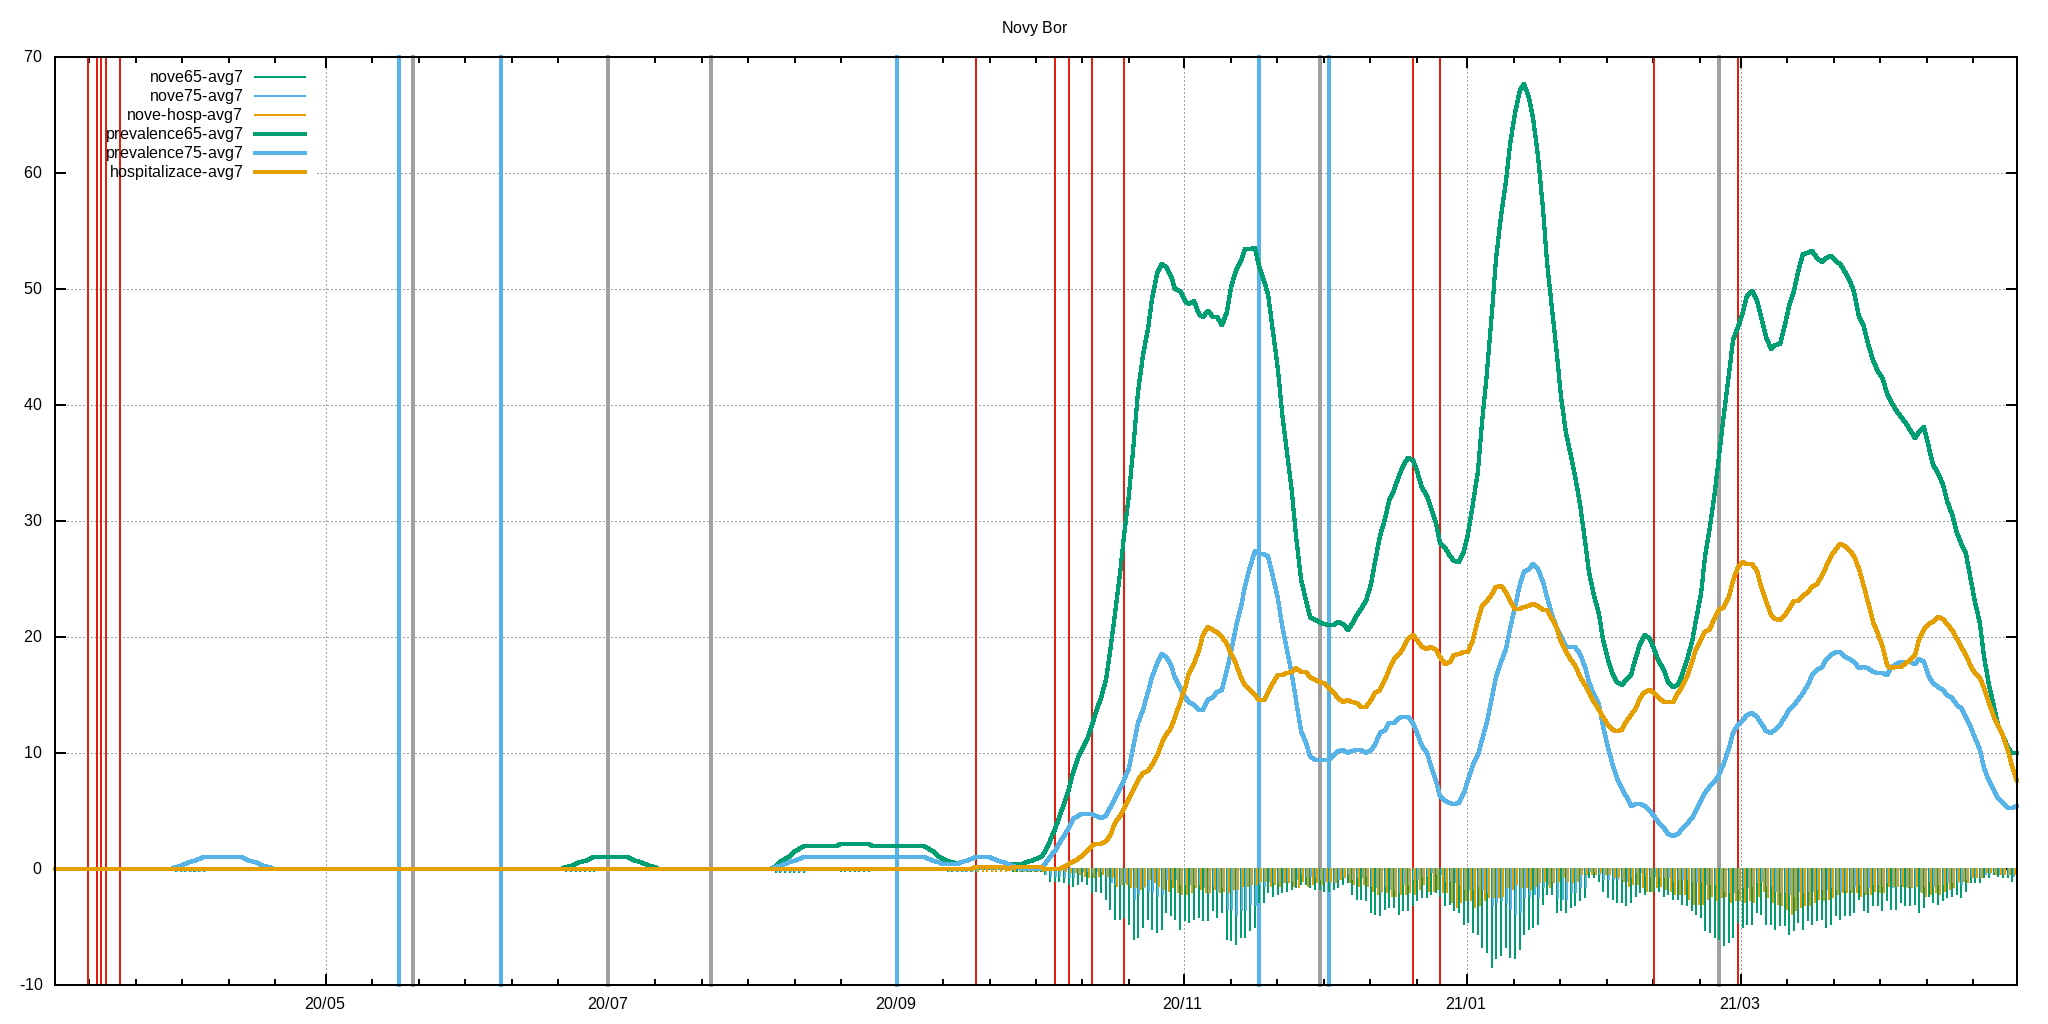 Novy Bor
70
nove65-avg7
nove75-avg7
nove-hosp-avg7
prevalence65-avg7
prevalence75-avg7
hospitalizace-avg7
60
50
40
30
20
10
0
-10
20/05 20/07 20/09 20/11 21/01 21/03